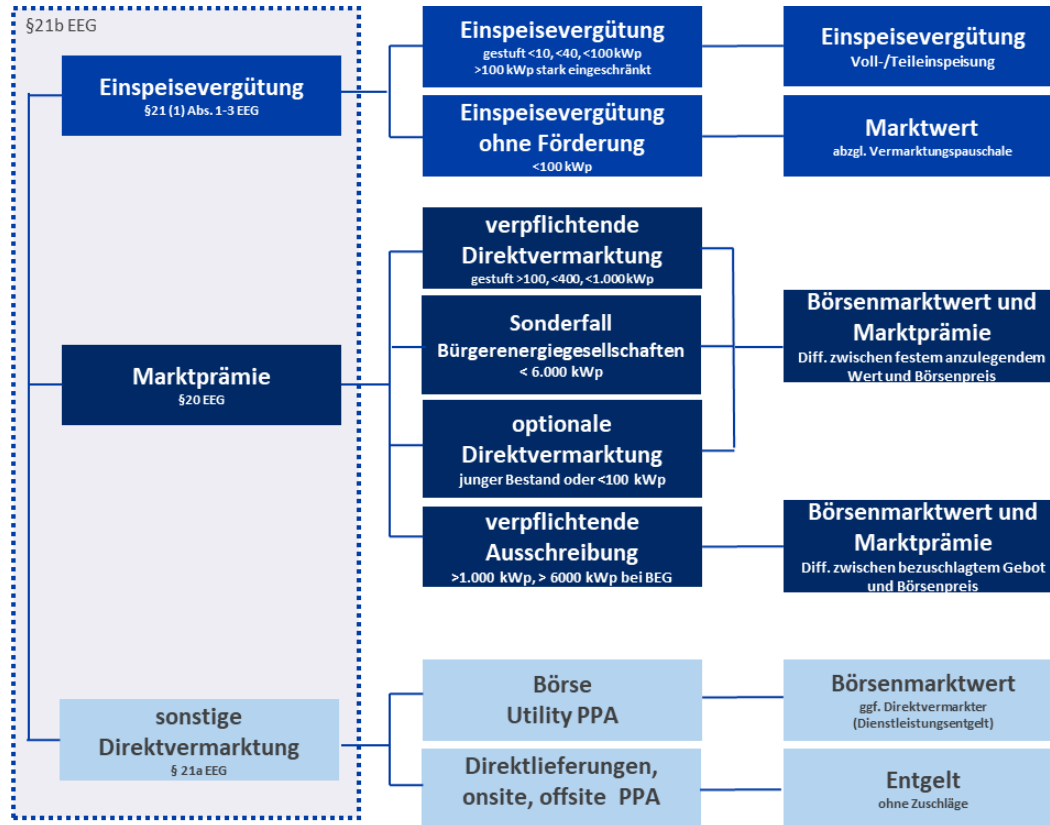 §21b EEG
Einspeisevergütung
§21 (1) Abs. 1-3 EEG
Einspeisevergütung
gestuft <10, <40, <100 kWp
>100 kWp stark eingeschränkt
Einspeisevergütung
Voll-/Teileinspeisung
Einspeisevergütung
ohne Förderung
<100 kWp
Marktwert
abzgl. Vermarktungspauschale
Marktprämie
§20 EEG
verpflichtende
Direktvermarktung
gestuft >100, <400, <1.000 kWp
Sonderfall
Bürgerenergiegesellschaften
< 6.000 kWp
optionale
Direktvermarktung
junger Bestand oder <100 kWp
Börsenmarktwert und
Marktprämie
Diff. zwischen festem anzulegendem
Wert und Börsenpreis
verpflichtende
Ausschreibung
>1.000 kWp, > 6000 kWp bei BEG
Börsenmarktwert und
Marktprämie
Diff. zwischen bezuschlagtem Gebot
und Börsenpreis
sonstige
Direktvermarktung
§ 21a EEG
Börse
Utility PPA
Börsenmarktwert
ggf. Direktvermarkter
(Dienstleistungsentgelt)
Direktlieferungen,
onsite, offsite PPA
Entgelt
ohne Zuschläge